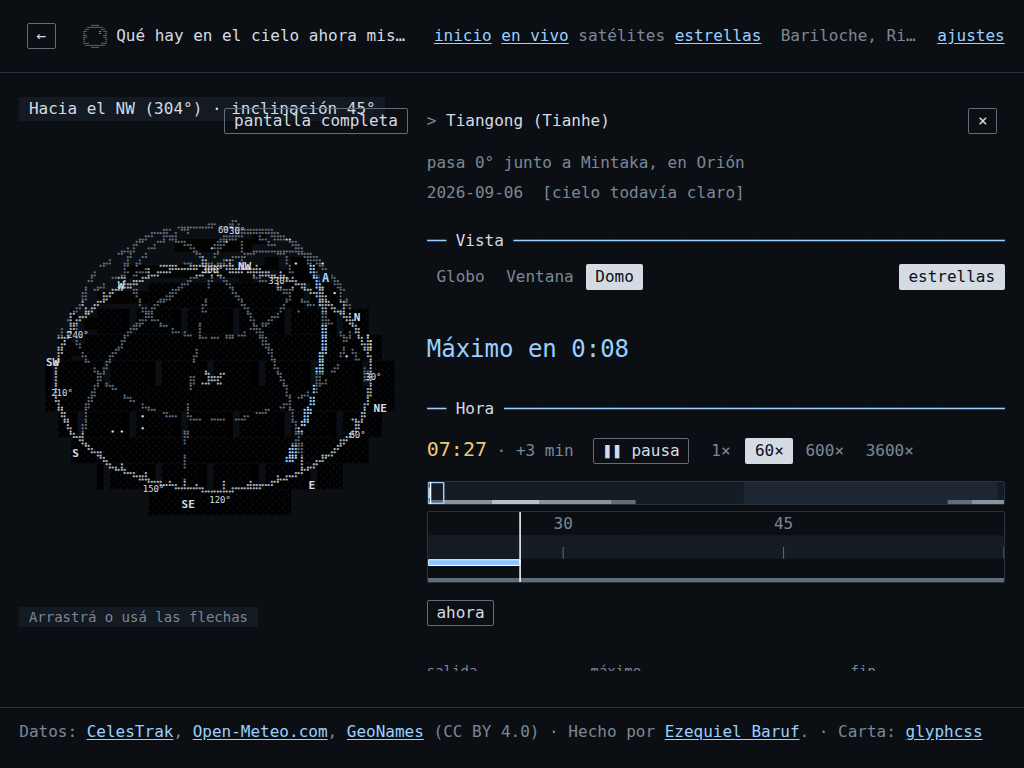 ← Qué hay en el cielo ahora mis… inicio en vivo satélites estrellas Bariloche, Ri… ajustes
Hacia el NW (304°) · inclinación 45°
pantalla completa
> Tiangong (Tianhe) ×
pasa 0° junto a Mintaka, en Orión
2026-09-06 [cielo todavía claro]
Vista
Globo Ventana Domo estrellas
Máximo en 0:08
Hora
07:27 · +3 min ❚❚ pausa 1× 60× 600× 3600×
30 45
ahora
salida máximo fin
NW
330°
A
W
N
240°
SW
30°
210°
NE
60°
S
E
150°
120°
SE
Arrastrá o usá las flechas
Datos: CelesTrak, Open-Meteo.com, GeoNames (CC BY 4.0) · Hecho por Ezequiel Baruf. · Carta: glyphcss